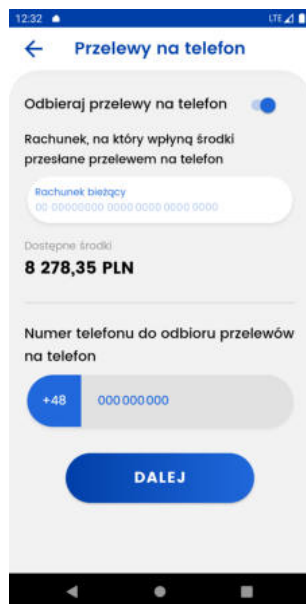 12:32 LTE
Przelewy na telefon
Odbieraj przelewy na telefon
Rachunek, na który wpłyną środki
przesłane przelewem na telefon
Rachunek bieżący
00 00000000 0000 0000 0000 0000
Dostępne środki
8 278,35 PLN
Numer telefonu do odbioru przelewów
na telefon
+48 000 000 000
DALEJ